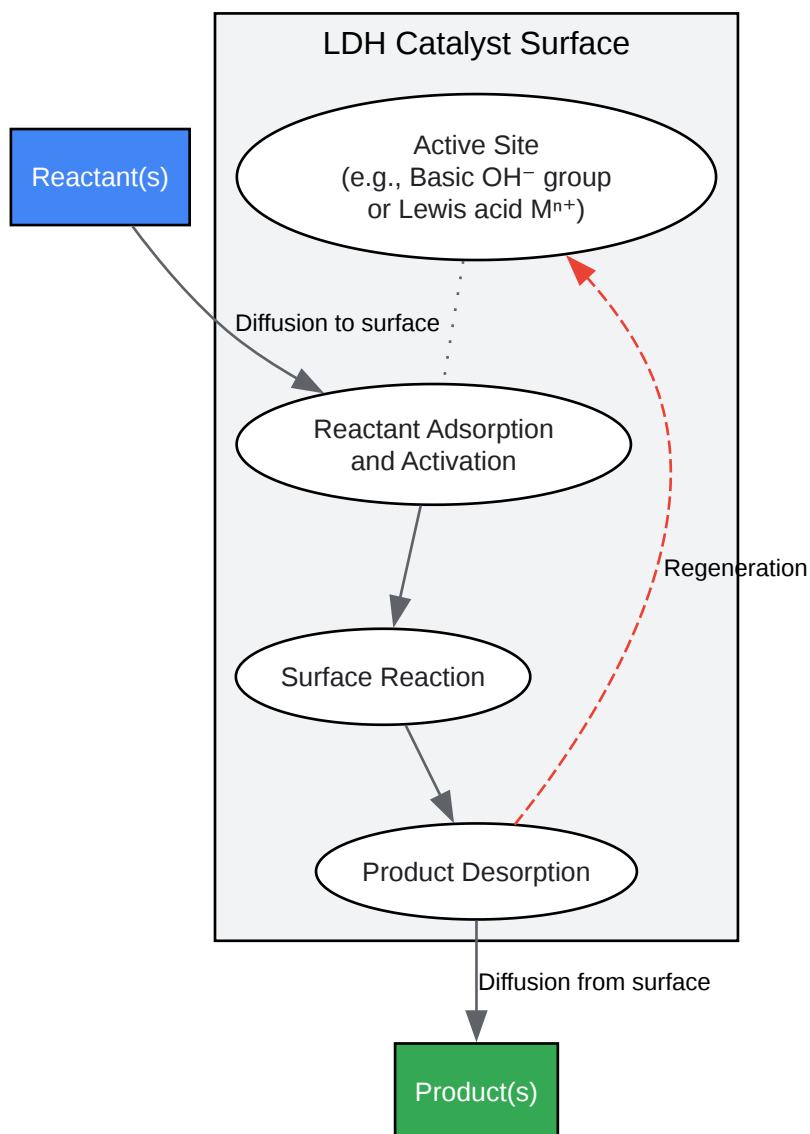 LDH Catalyst Surface
Reactant(s)
Active Site
(e.g., Basic OH⁻ group
or Lewis acid Mⁿ⁺)
Diffusion to surface
Reactant Adsorption
and Activation
Regeneration
Surface Reaction
Product Desorption
Diffusion from surface
Product(s)